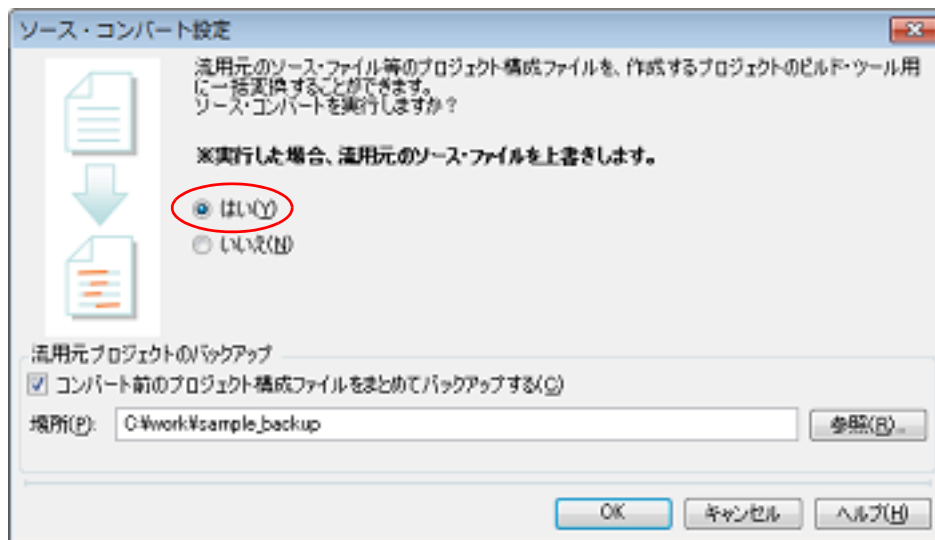 ソース・コンバート設定
流用元のソース・ファイル等のプロジェクト構成ファイルを、作成するプロジェクトのビルド・ツール用
に一括変換することができます。
ソース・コンバートを実行しますか？
※実行した場合、流用元のソース・ファイルを上書きします。
はい(Y)
いいえ(N)
流用元プロジェクトのバックアップ
コンバート前のプロジェクト構成ファイルをまとめてバックアップする(C)
場所(P): C:¥work¥sample_backup 参照(R)...
OK キャンセル ヘルプ(H)